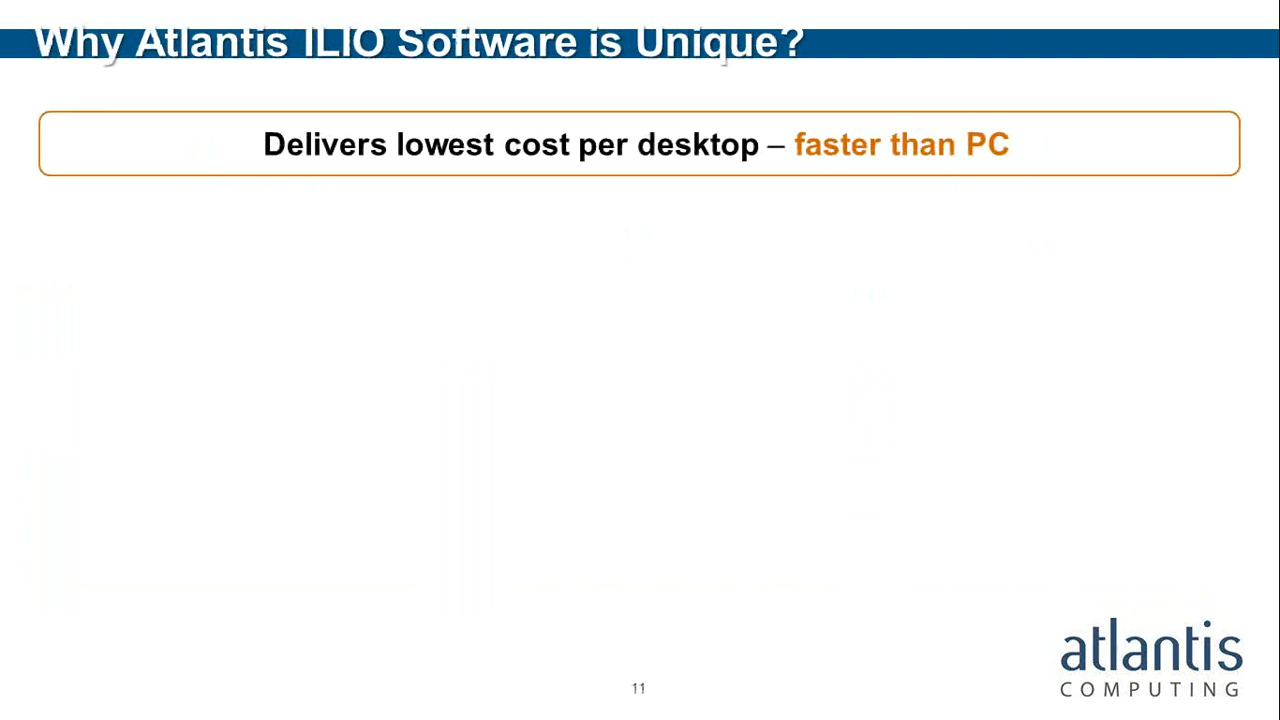 Why Atlantis ILIO Software is Unique?
Delivers lowest cost per desktop – faster than PC
atlantis
COMPUTING
11